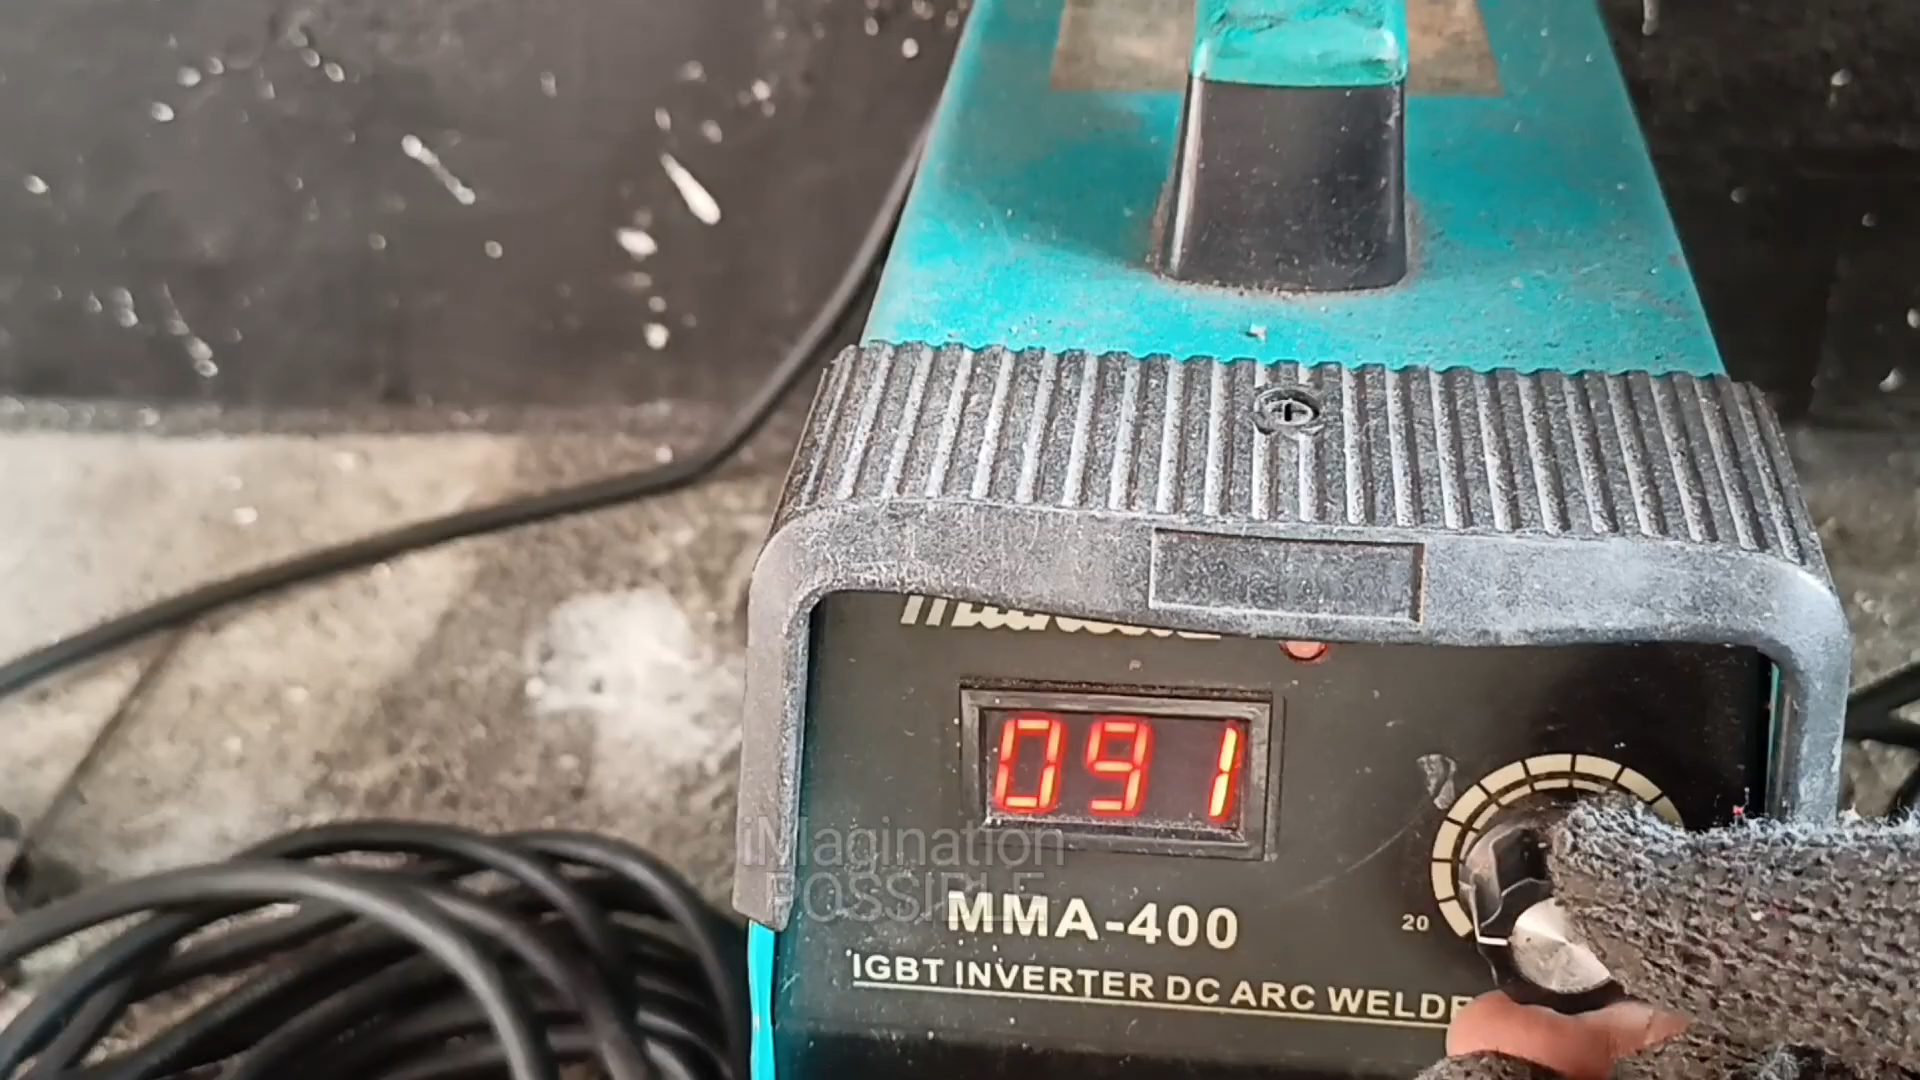 091
iMagination
POSSIBLE
MMA-400
20
IGBT INVERTER DC ARC WELDE